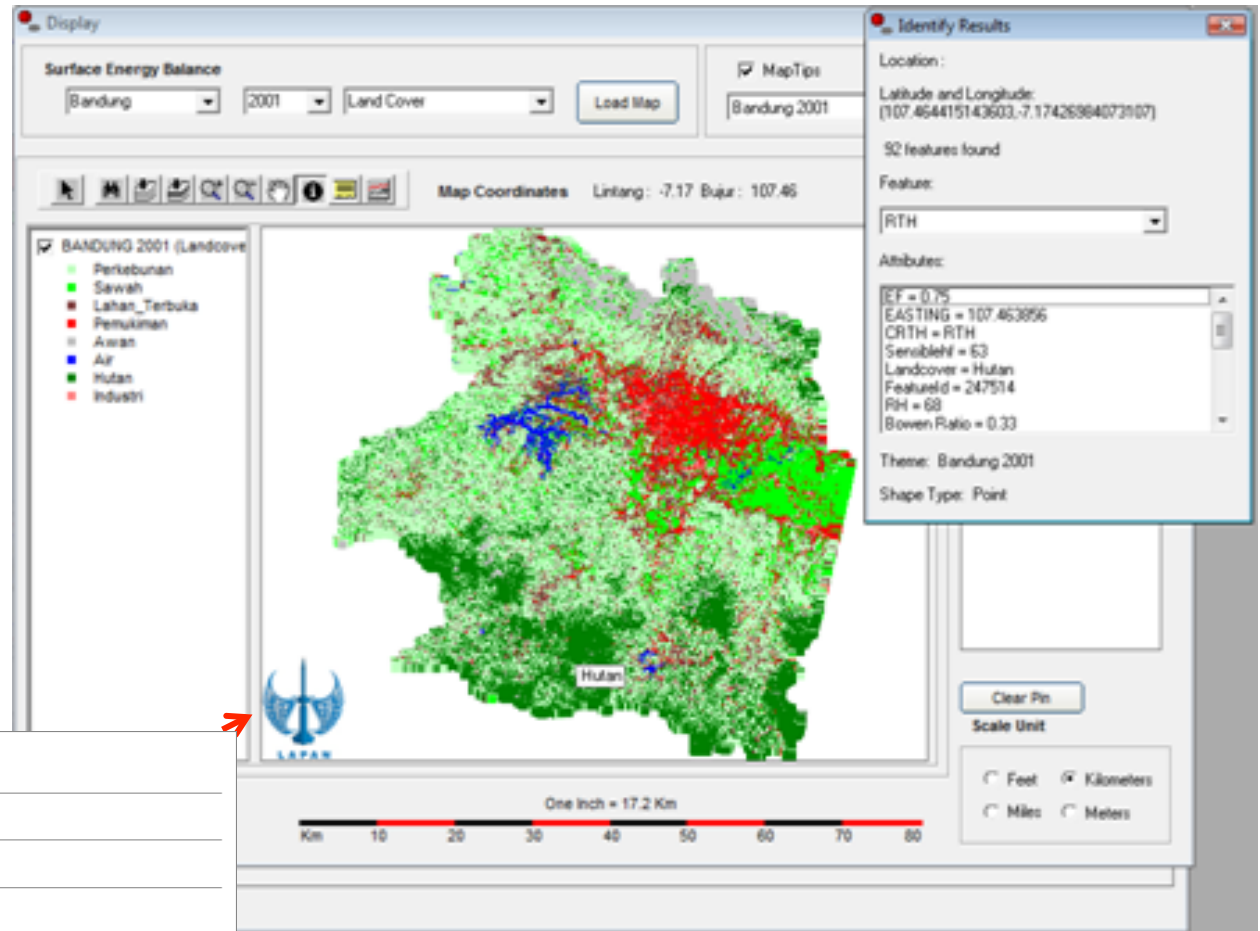 Display
Surface Energy Balance
Bandung
2001
Land Cover
Load Map
MapTips
Bandung 2001
Map Coordinates Lintang : -7.17 Bujur : 107.46
BANDUNG 2001 (Landcove
Perkebunan
Sawah
Lahan_Terbuka
Pemukiman
Awan
Air
Hutan
Industri
Hutan
LAPAN
One Inch = 17.2 Km
Km 10 20 30 40 50 60 70 80
Identify Results
Location :
Latitude and Longitude:
(107.464415143603,-7.17426984073107)
92 features found
Feature:
RTH
Attributes:
EF = 0.75
EASTING = 107.463856
CRTH = RTH
Sensiblehf = 63
Landcover = Hutan
FeatureId = 247514
RH = 68
Bowen Ratio = 0.33
Theme: Bandung 2001
Shape Type: Point
Clear Pin
Scale Unit
Feet Kilometers
Miles Meters